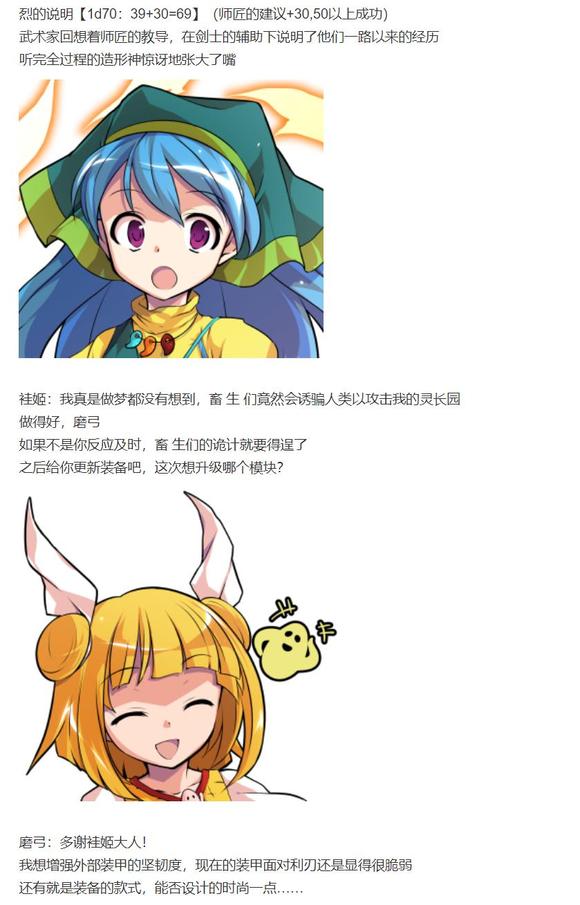 烈的说明【1d70：39+30=69】（师匠的建议+30,50以上成功）
武术家回想着师匠的教导，在剑士的辅助下说明了他们一路以来的经历
听完全过程的造形神惊讶地张大了嘴
袿姬：我真是做梦都没有想到，畜 生 们竟然会诱骗人类以攻击我的灵长园
做得好，磨弓
如果不是你反应及时，畜 生们的诡计就要得逞了
之后给你更新装备吧，这次想升级哪个模块？
磨弓：多谢袿姬大人！
我想增强外部装甲的坚韧度，现在的装甲面对利刃还是显得很脆弱
还有就是装备的款式，能否设计的时尚一点……